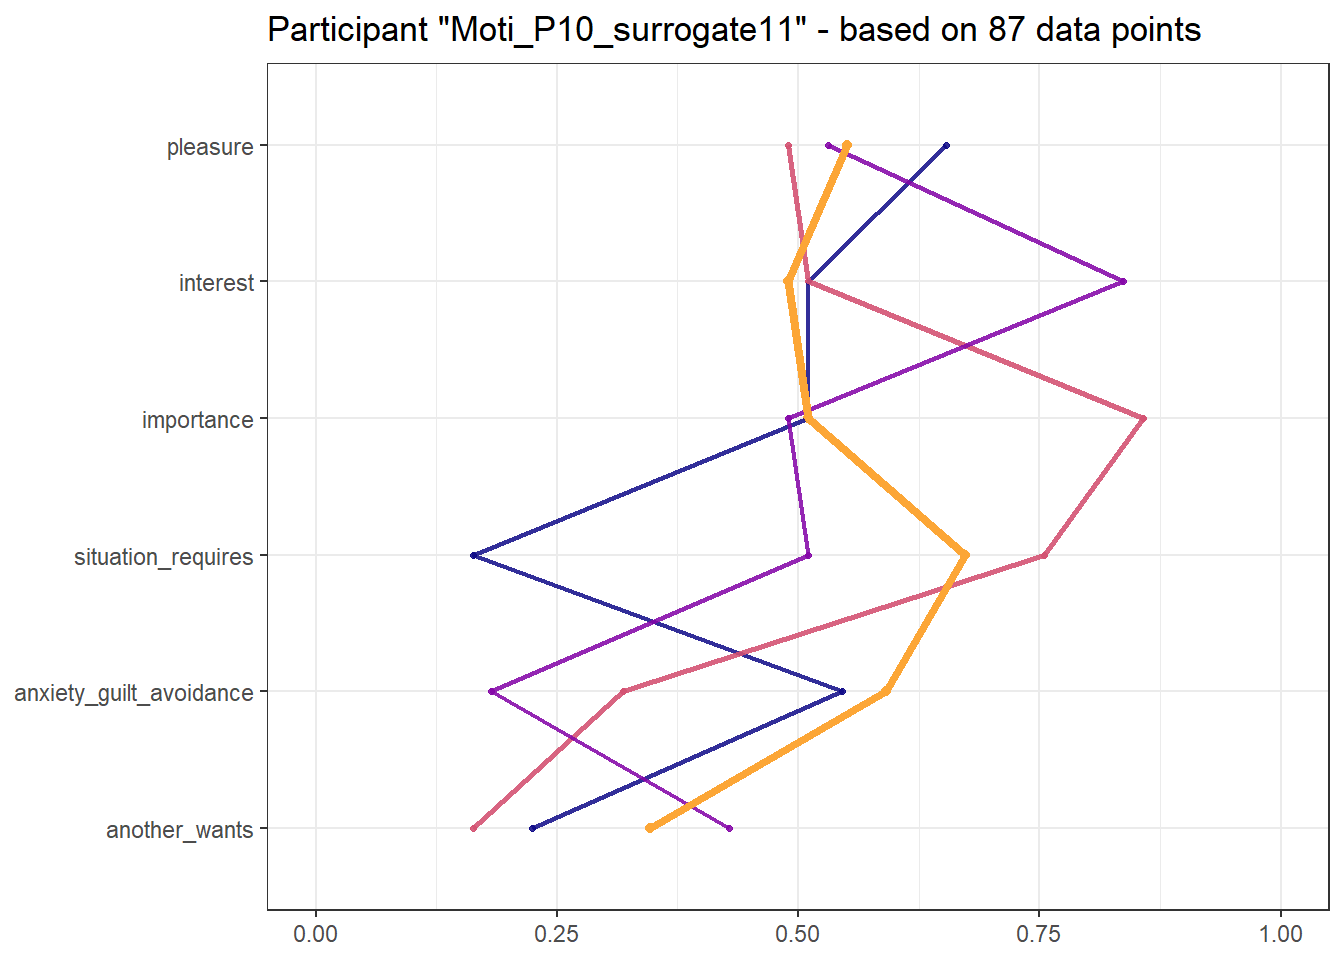 Participant "Moti_P10_surrogate11" - based on 87 data points
pleasure
interest
importance
situation_requires
anxiety_guilt_avoidance
another_wants
0.00 0.25 0.50 0.75 1.00